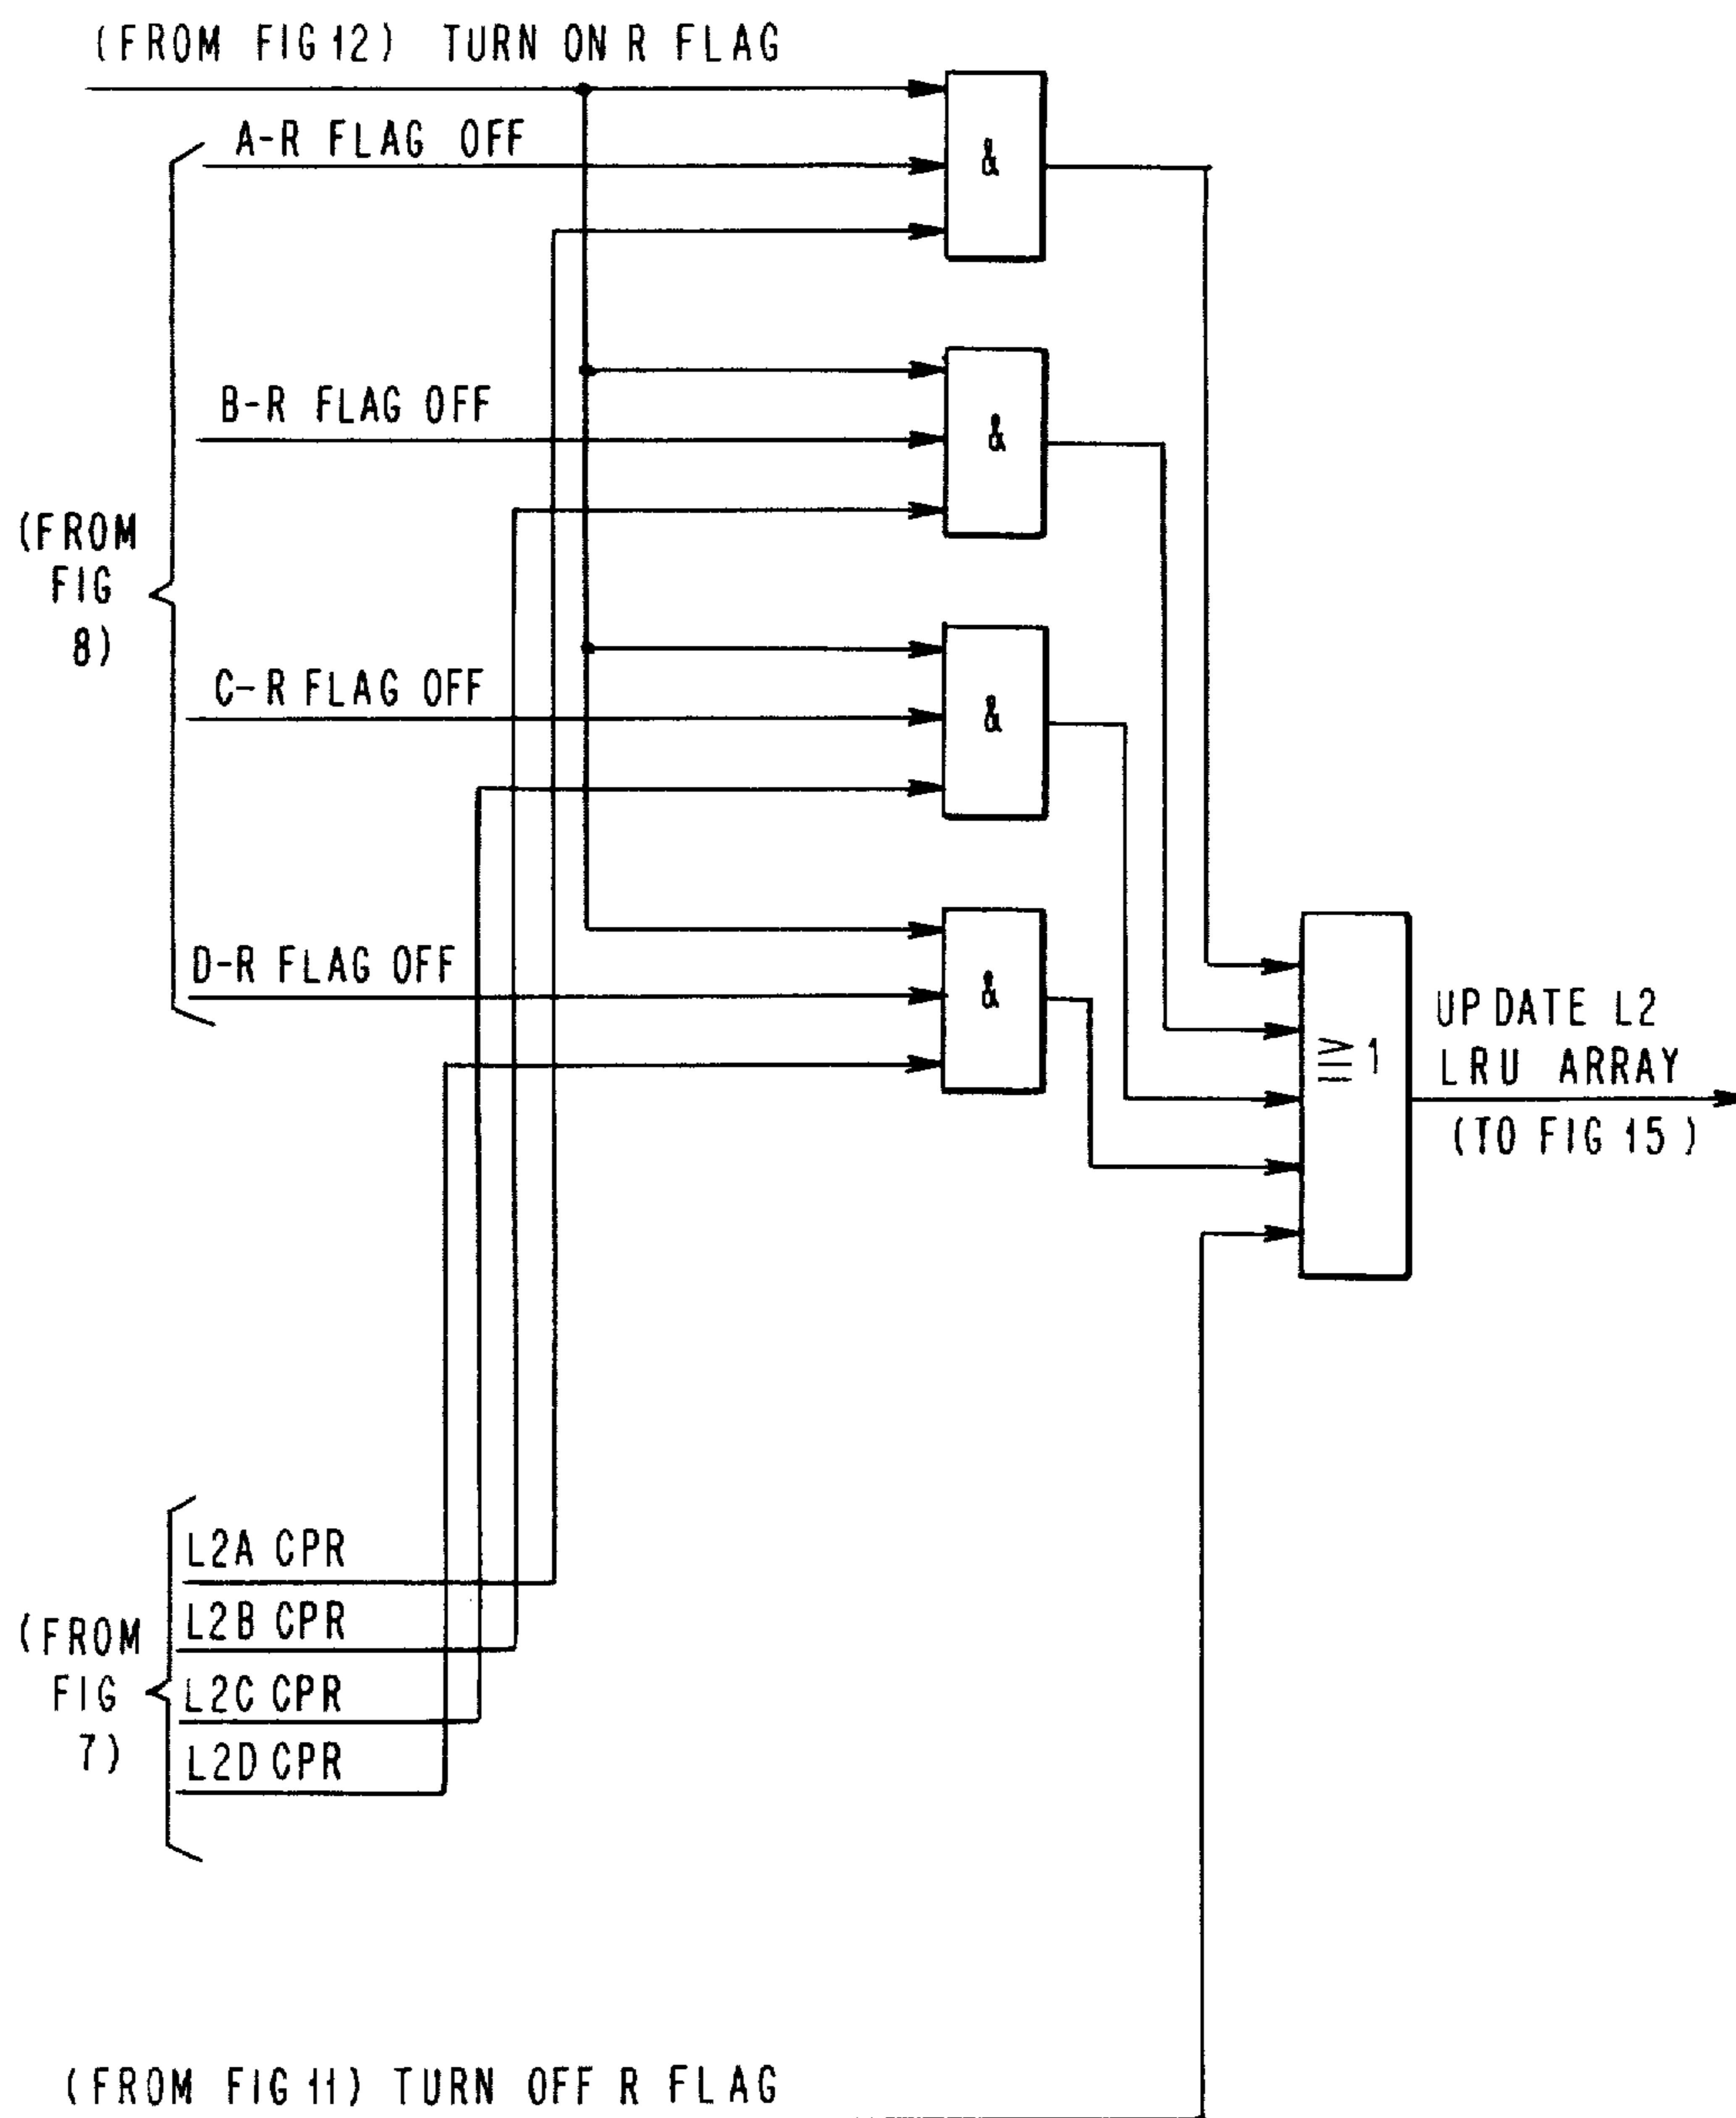 (FROM FIG 12) TURN ON R FLAG
A-R FLAG OFF
&
B-R FLAG OFF
&
(FROM
FIG
8)
C-R FLAG OFF
&
D-R FLAG OFF
&
≥1
UPDATE L2
LRU ARRAY
(TO FIG 15)
L2A CPR
L2B CPR
(FROM
FIG
7)
L2C CPR
L2D CPR
(FROM FIG 11) TURN OFF R FLAG